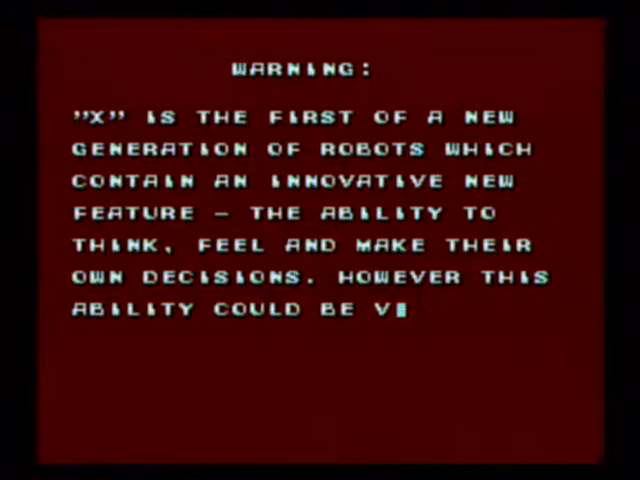 WARNING:
"X" IS THE FIRST OF A NEW
GENERATION OF ROBOTS WHICH
CONTAIN AN INNOVATIVE NEW
FEATURE - THE ABILITY TO
THINK, FEEL AND MAKE THEIR
OWN DECISIONS. HOWEVER THIS
ABILITY COULD BE V